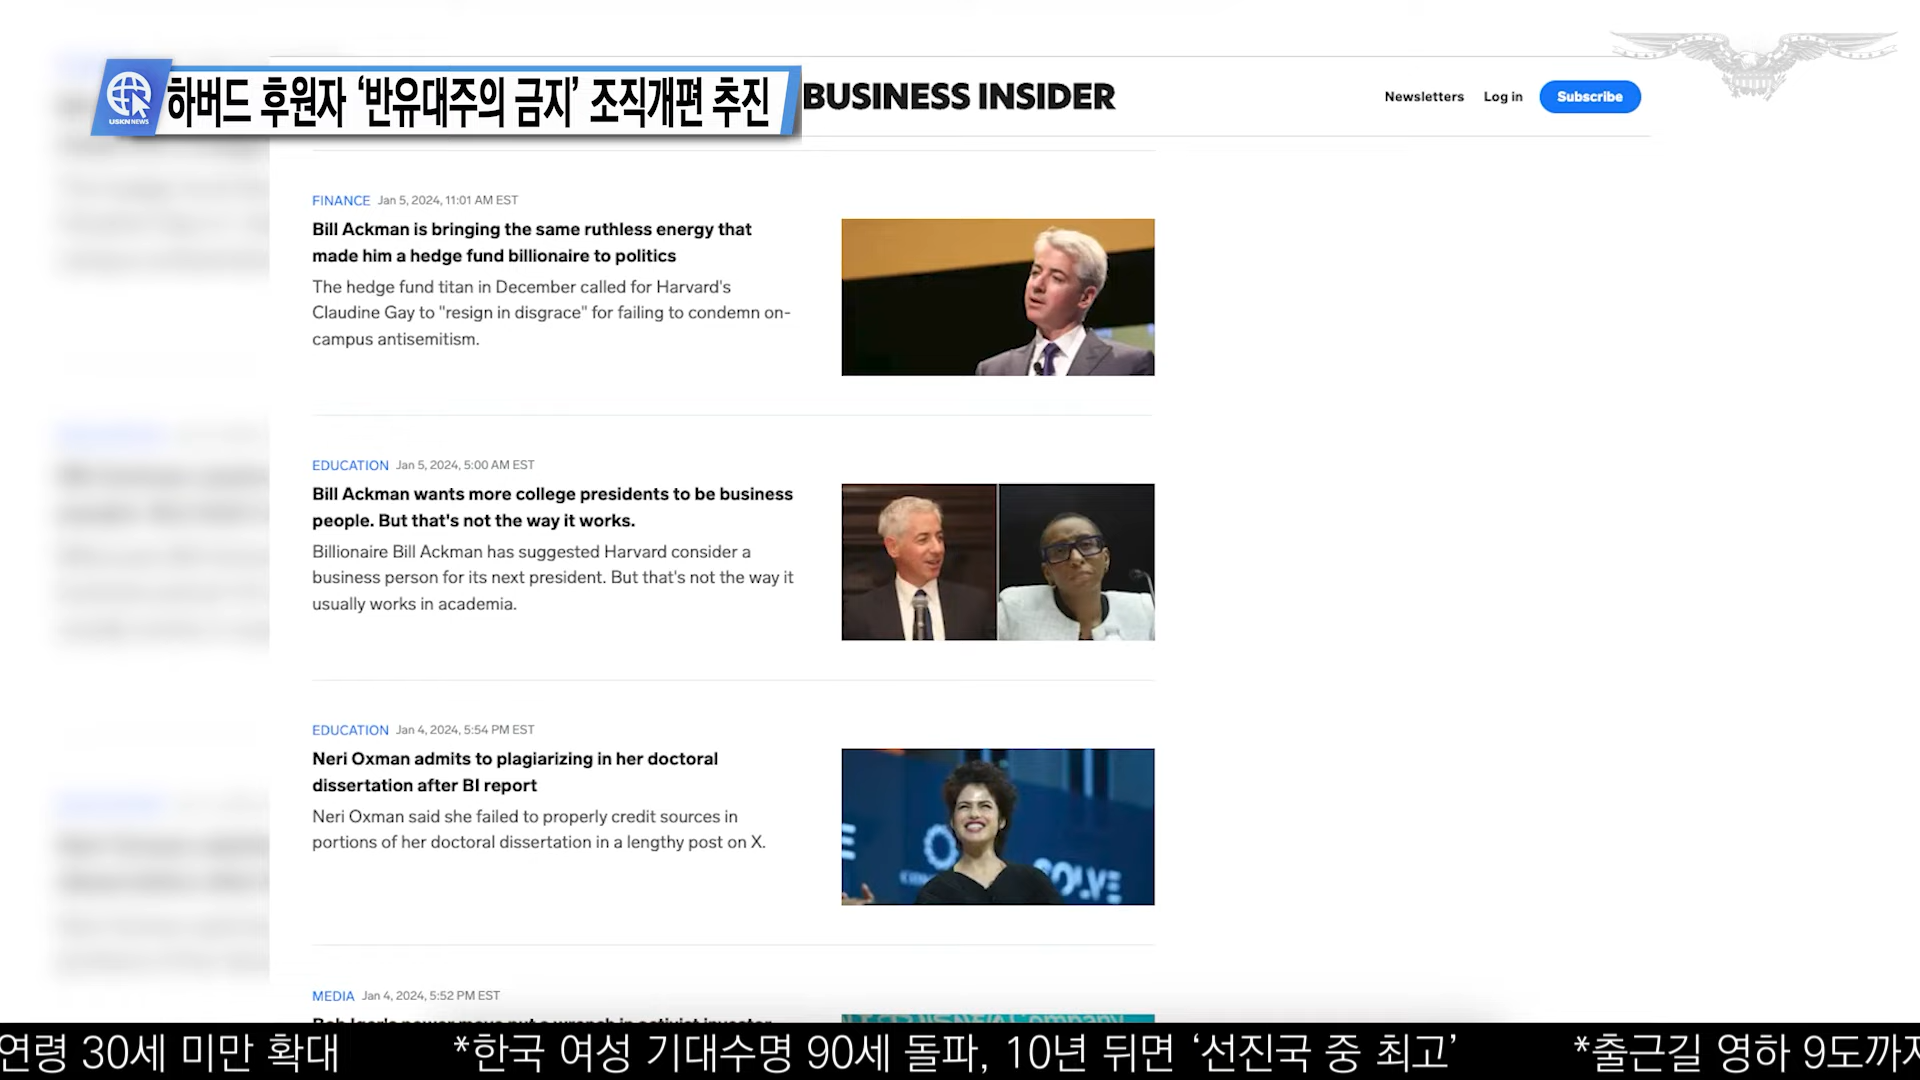 USKN NEWS
하버드 후원자 ‘반유대주의 금지’ 조직개편 추진
BUSINESS INSIDER
Newsletters Log in Subscribe
FINANCE Jan 5, 2024, 11:01 AM EST
Bill Ackman is bringing the same ruthless energy that
made him a hedge fund billionaire to politics
The hedge fund titan in December called for Harvard's
Claudine Gay to "resign in disgrace" for failing to condemn on-
campus antisemitism.
EDUCATION Jan 5, 2024, 5:00 AM EST
Bill Ackman wants more college presidents to be business
people. But that's not the way it works.
Billionaire Bill Ackman has suggested Harvard consider a
business person for its next president. But that's not the way it
usually works in academia.
EDUCATION Jan 4, 2024, 5:54 PM EST
Neri Oxman admits to plagiarizing in her doctoral
dissertation after BI report
Neri Oxman said she failed to properly credit sources in
portions of her doctoral dissertation in a lengthy post on X.
SOLVE
MEDIA Jan 4, 2024, 5:52 PM EST
연령 30세 미만 확대 *한국 여성 기대수명 90세 돌파, 10년 뒤면 ‘선진국 중 최고’ *출근길 영하 9도까지